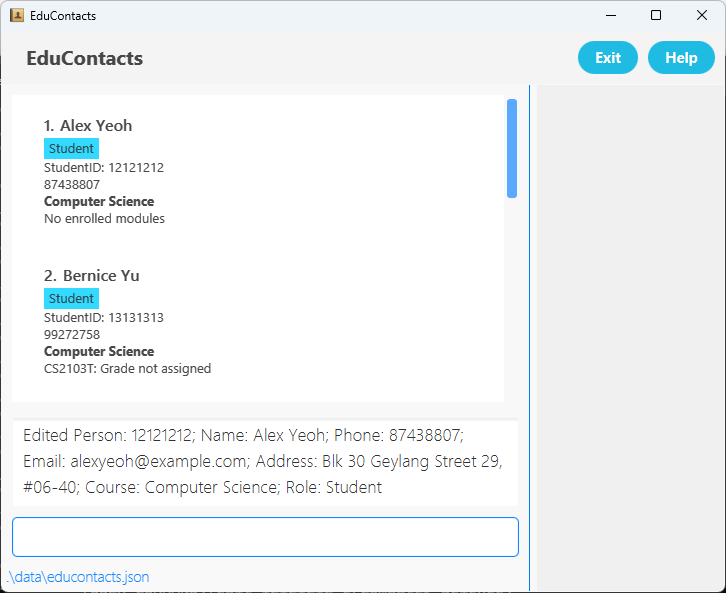 EduContacts
EduContacts
Exit
Help
1. Alex Yeoh
Student
StudentID: 12121212
87438807
Computer Science
No enrolled modules
2. Bernice Yu
Student
StudentID: 13131313
99272758
Computer Science
CS2103T: Grade not assigned
Edited Person: 12121212; Name: Alex Yeoh; Phone: 87438807;
Email: alexyeoh@example.com; Address: Blk 30 Geylang Street 29,
#06-40; Course: Computer Science; Role: Student
.\data\educontacts.json